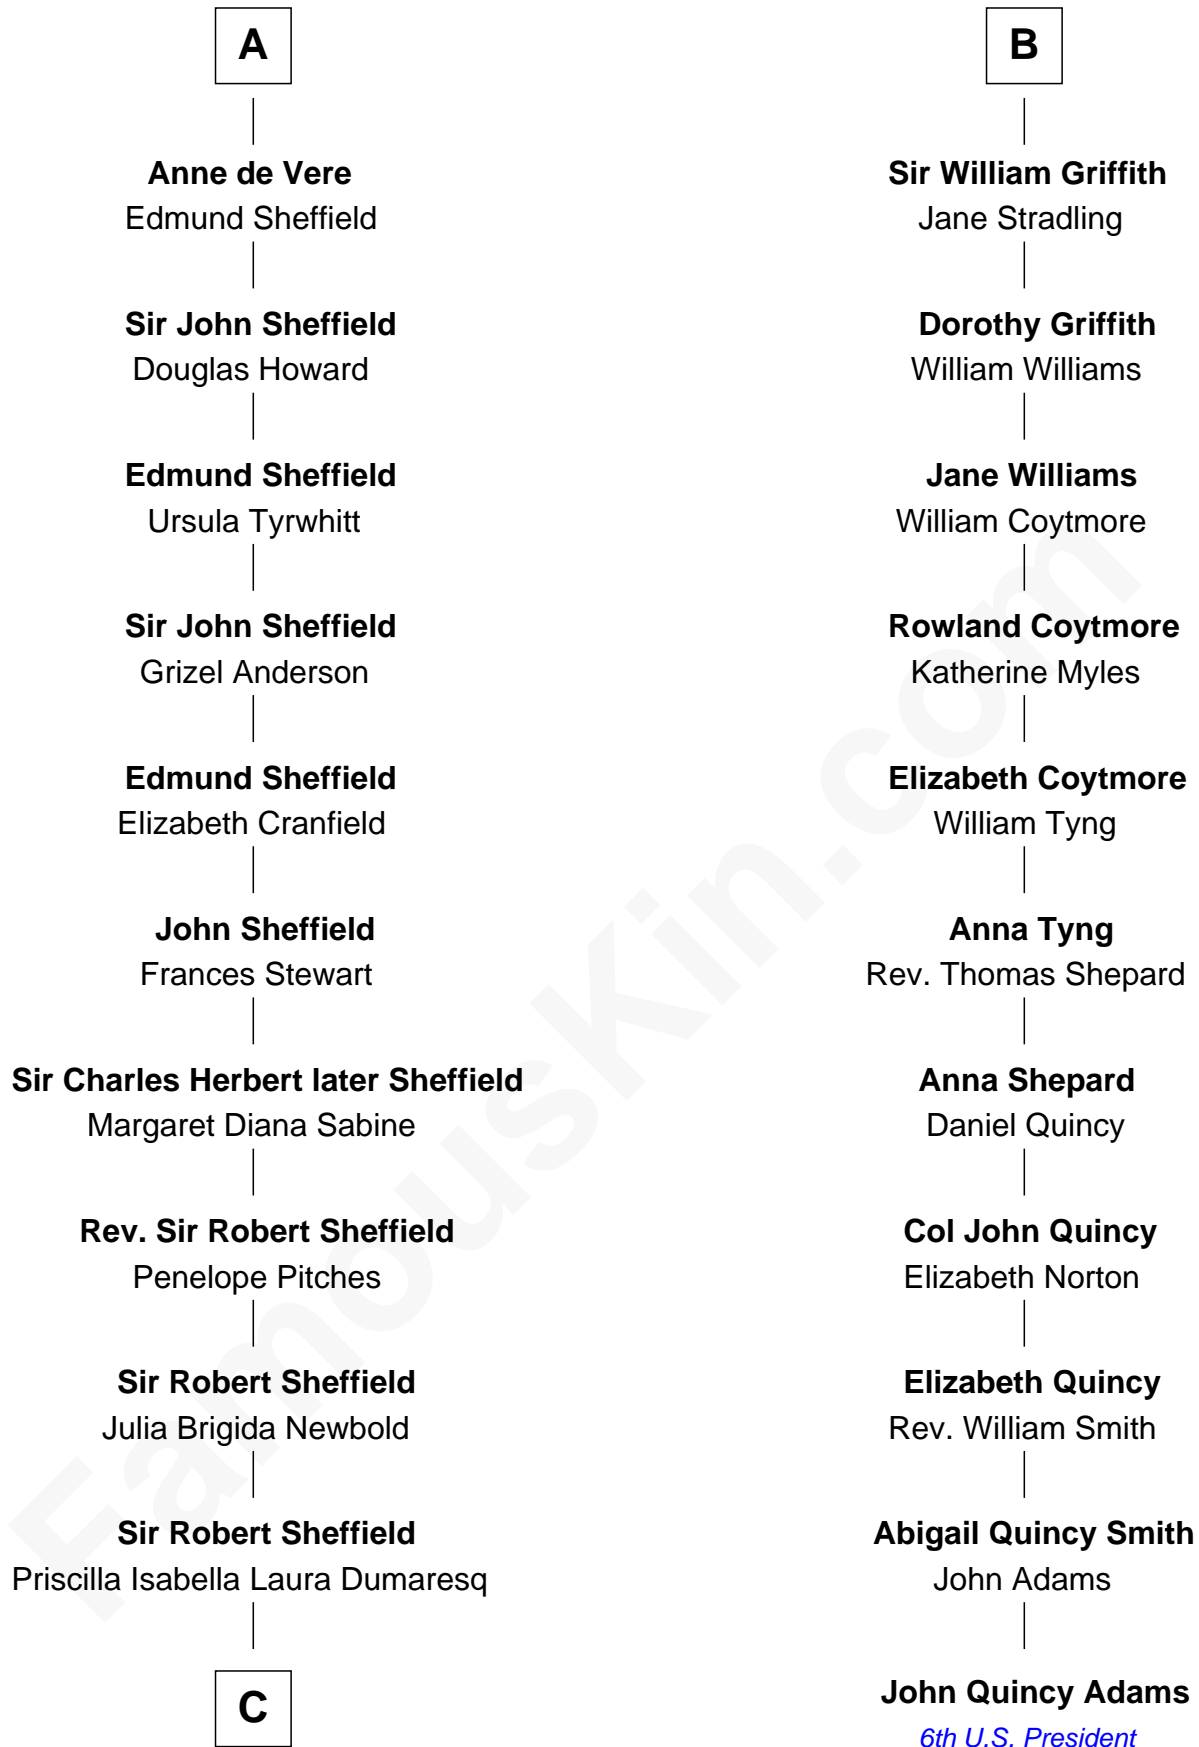 A
Anne de Vere
Edmund Sheffield
Sir John Sheffield
Douglas Howard
Edmund Sheffield
Ursula Tyrwhitt
Sir John Sheffield
Grizel Anderson
Edmund Sheffield
Elizabeth Cranfield
John Sheffield
Frances Stewart
Sir Charles Herbert later Sheffield
Margaret Diana Sabine
Rev. Sir Robert Sheffield
Penelope Pitches
Sir Robert Sheffield
Julia Brigida Newbold
Sir Robert Sheffield
Priscilla Isabella Laura Dumaresq
C
B
Sir William Griffith
Jane Stradling
Dorothy Griffith
William Williams
Jane Williams
William Coytmore
Rowland Coytmore
Katherine Myles
Elizabeth Coytmore
William Tyng
Anna Tyng
Rev. Thomas Shepard
Anna Shepard
Daniel Quincy
Col John Quincy
Elizabeth Norton
Elizabeth Quincy
Rev. William Smith
Abigail Quincy Smith
John Adams
John Quincy Adams
6th U.S. President
FamousKin.com